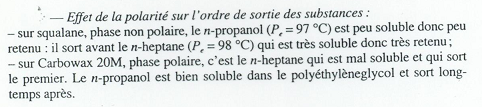 — Effet de la polarité sur l'ordre de sortie des substances :
– sur squalane, phase non polaire, le n-propanol (Pₑ = 97 °C) est peu soluble donc peu
retenu : il sort avant le n-heptane (Pₑ = 98 °C) qui est très soluble donc très retenu ;
– sur Carbowax 20M, phase polaire, c'est le n-heptane qui est mal soluble et qui sort
le premier. Le n-propanol est bien soluble dans le polyéthylèneglycol et sort long-
temps après.